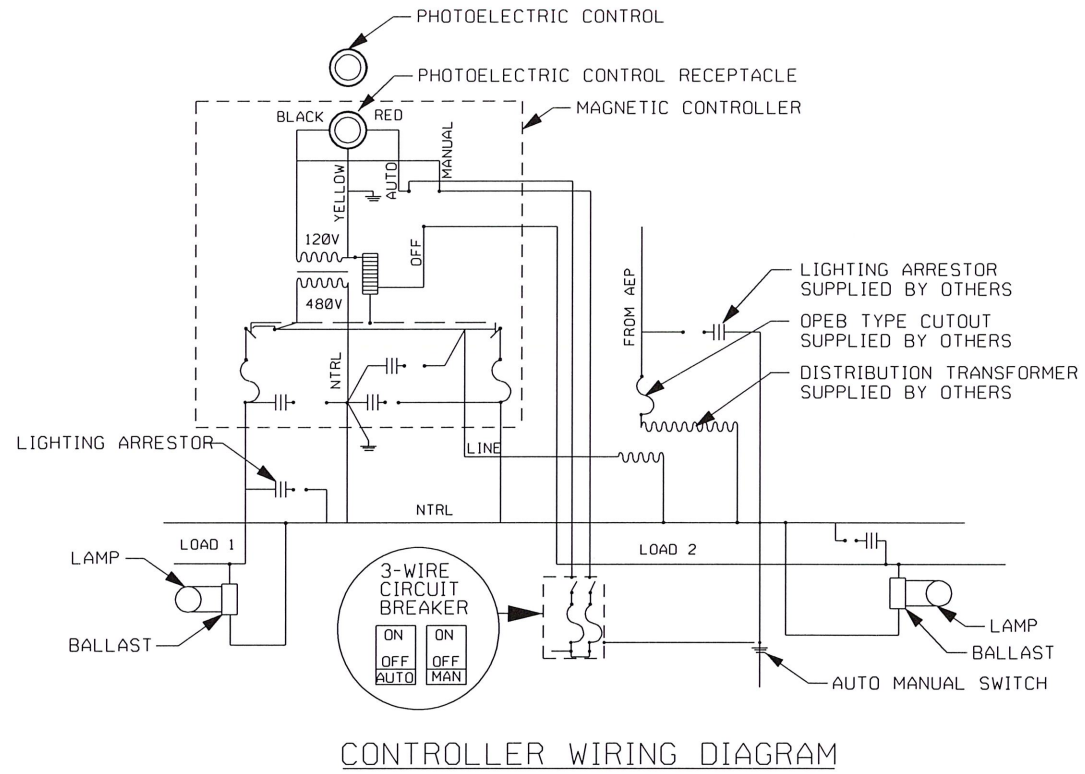 PHOTOELECTRIC CONTROL
PHOTOELECTRIC CONTROL RECEPTACLE
MAGNETIC CONTROLLER
BLACK
RED
YELLOW
AUTO
MANUAL
120V
OFF
480V
NTRL
FROM AEP
LIGHTING ARRESTOR
SUPPLIED BY OTHERS
OPEB TYPE CUTOUT
SUPPLIED BY OTHERS
DISTRIBUTION TRANSFORMER
SUPPLIED BY OTHERS
LIGHTING ARRESTOR
LINE
NTRL
LOAD 1
LOAD 2
LAMP
BALLAST
3-WIRE
CIRCUIT
BREAKER
ON
OFF
AUTO
ON
OFF
MAN
LAMP
BALLAST
AUTO MANUAL SWITCH
CONTROLLER WIRING DIAGRAM